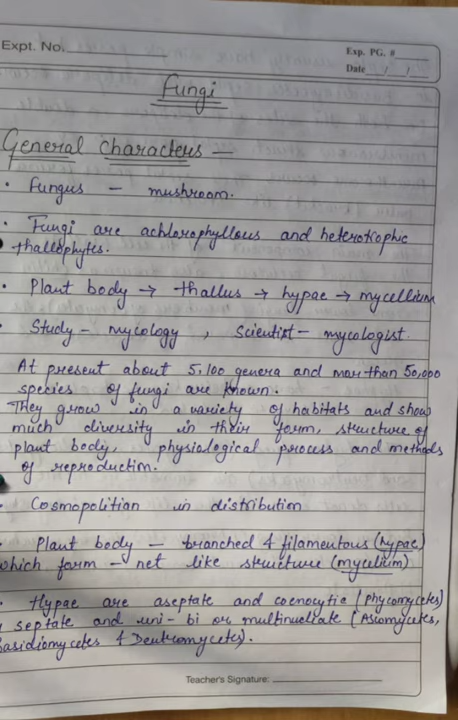 Expt. No.
Exp. PG. #
Date / /
Fungi
General Characters —
• Fungus — mushroom.
• Fungi are achlorophyllous and heterotrophic
thallophytes.
• Plant body → thallus → hypae → mycellium
• Study – mycology , Scientist – mycologist.
At present about 5,100 genera and more than 50,000
species of fungi are known.
They grow in a variety of habitats and show
much diversity in their form, structure of
plant body, physiological process and methods
of reproduction.
• Cosmopolitian in distribution
• Plant body – branched & filamentous (hypae)
which form – net like structure (mycelium)
• Hypae are aseptate and coenocytic (Phycomycetes)
septate and uni- bi or multinucliate (Ascomycetes,
basidiomycetes & Deutromycetes).
Teacher's Signature: